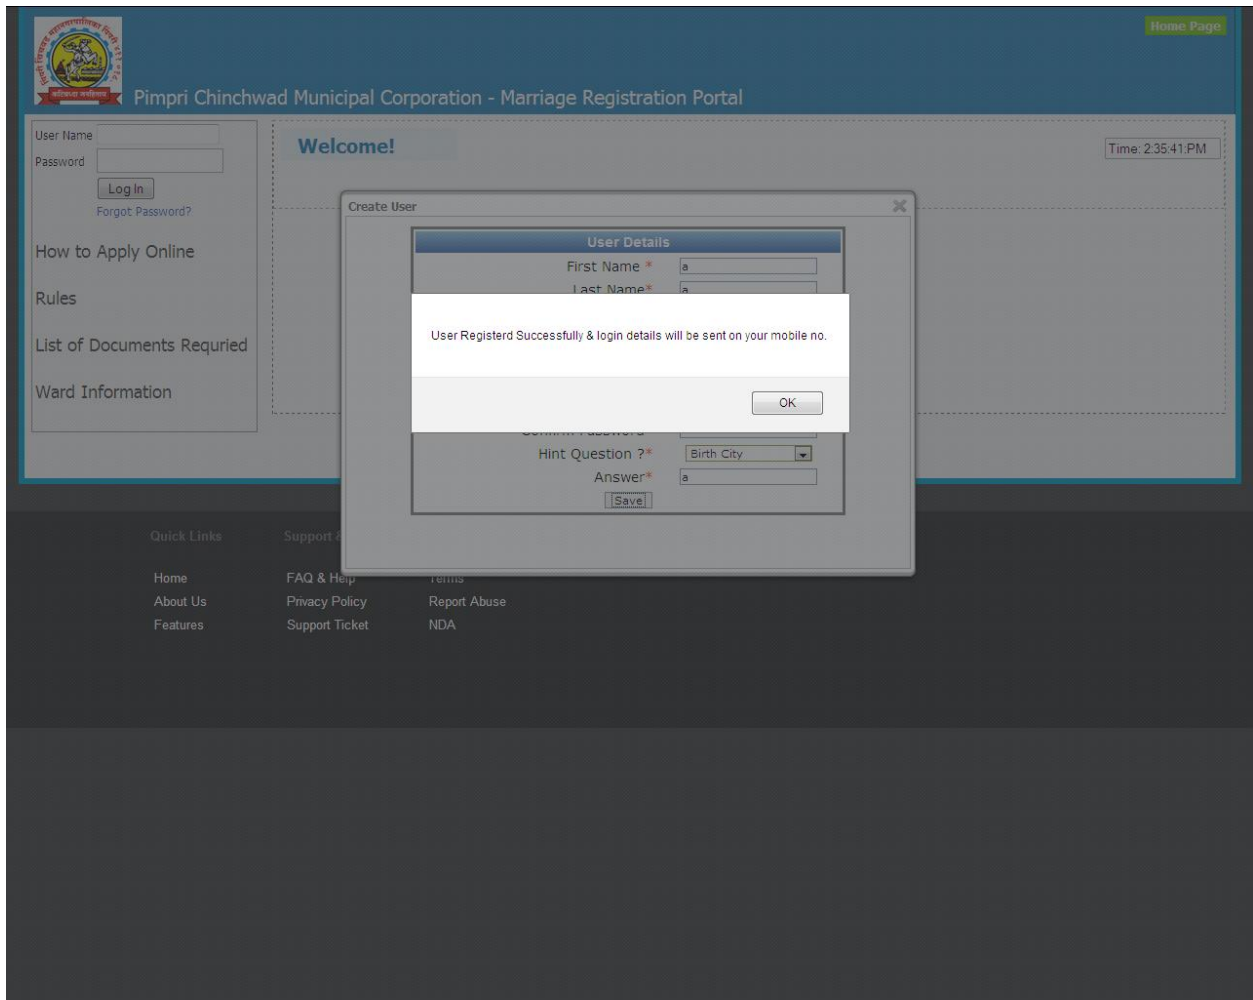 Home Page
Pimpri Chinchwad Municipal Corporation - Marriage Registration Portal
User Name
Password
Log In
Forgot Password?
How to Apply Online
Rules
List of Documents Requried
Ward Information
Welcome!
Time: 2:35:41:PM
Create User
User Details
First Name * a
Last Name* a
User Registerd Successfully & login details will be sent on your mobile no.
OK
Hint Question ?* Birth City
Answer* a
Save
Quick Links
Home
About Us
Features
Support &
FAQ & Help
Privacy Policy
Support Ticket
Terms
Report Abuse
NDA